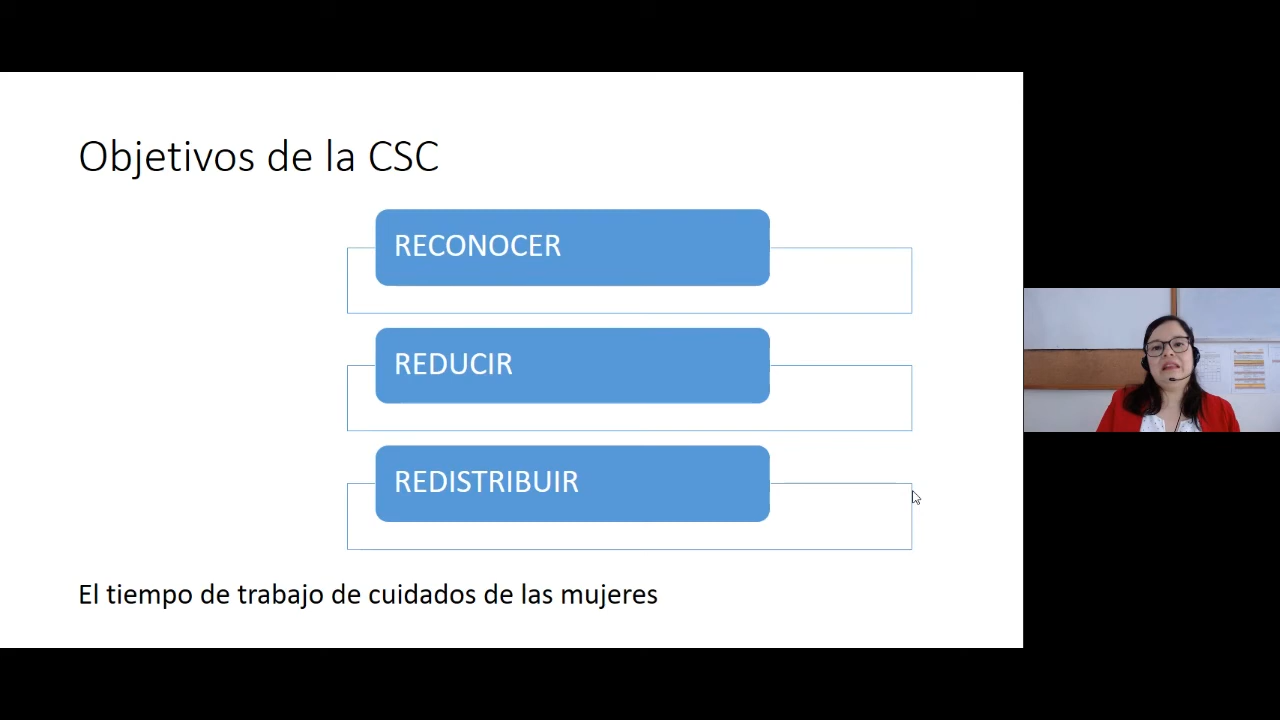 Objetivos de la CSC
RECONOCER
REDUCIR
REDISTRIBUIR
El tiempo de trabajo de cuidados de las mujeres